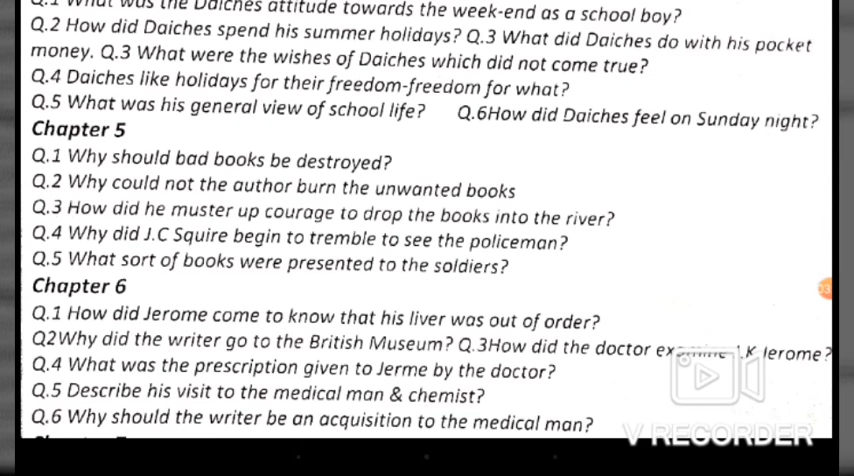 Q.1 What was the Daiches attitude towards the week-end as a school boy?
Q.2 How did Daiches spend his summer holidays? Q.3 What did Daiches do with his pocket
money. Q.3 What were the wishes of Daiches which did not come true?
Q.4 Daiches like holidays for their freedom-freedom for what?
Q.5 What was his general view of school life? Q.6How did Daiches feel on Sunday night?
Chapter 5
Q.1 Why should bad books be destroyed?
Q.2 Why could not the author burn the unwanted books
Q.3 How did he muster up courage to drop the books into the river?
Q.4 Why did J.C Squire begin to tremble to see the policeman?
Q.5 What sort of books were presented to the soldiers?
Chapter 6
Q.1 How did Jerome come to know that his liver was out of order?
Q2Why did the writer go to the British Museum? Q.3How did the doctor examine J.K Jerome?
Q.4 What was the prescription given to Jerme by the doctor?
Q.5 Describe his visit to the medical man & chemist?
Q.6 Why should the writer be an acquisition to the medical man?
V RECORDER